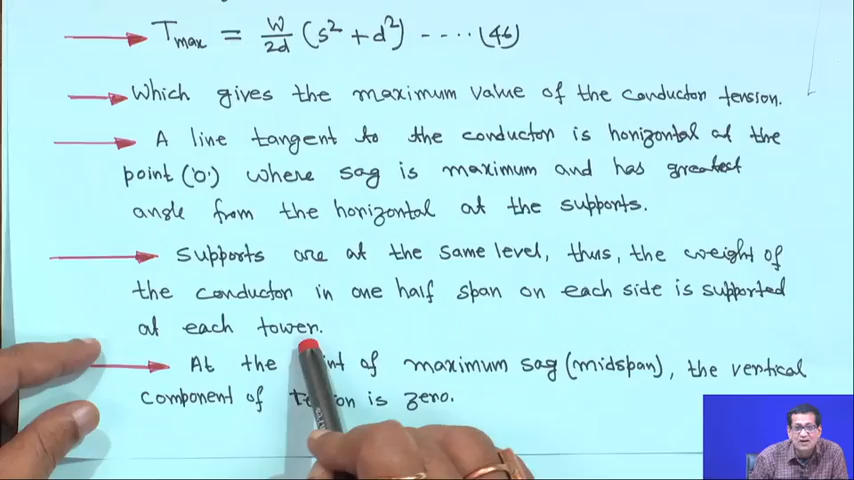 Tmax = W/2d (s² + d²) ---- (46)
Which gives the maximum value of the conductor tension.
A line tangent to the conductor is horizontal at the
point ('0') where sag is maximum and has greatest
angle from the horizontal at the supports.
Supports are at the same level, thus, the weight of
the conductor in one half span on each side is supported
at each tower.
At the of maximum sag (midspan), the vertical
component of is zero.